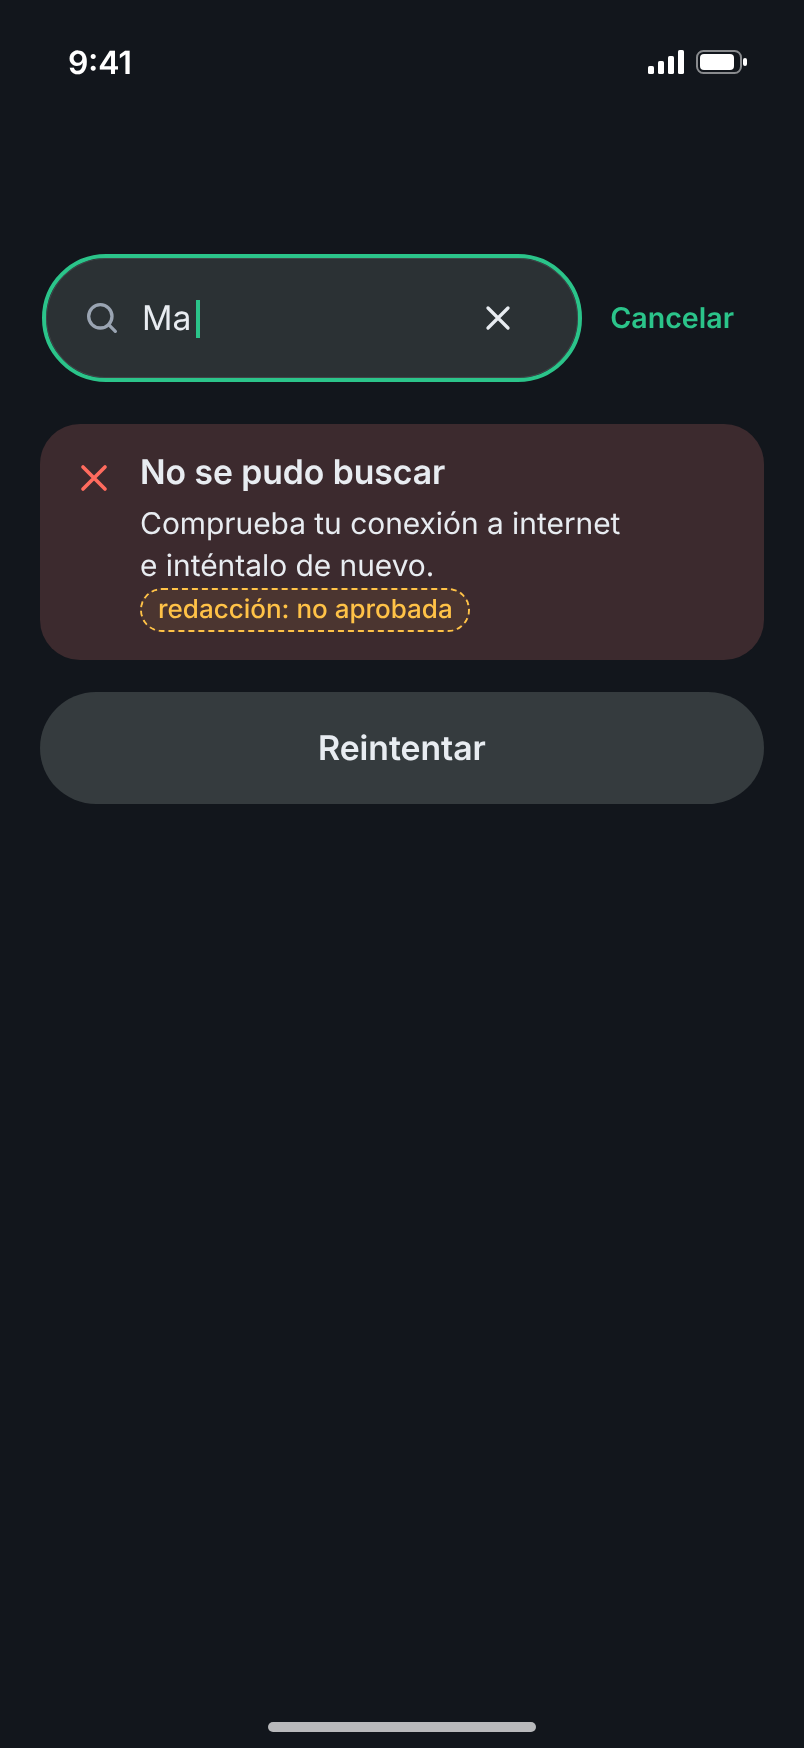 9:41
Ma
Cancelar
No se pudo buscar
Comprueba tu conexión a internet
e inténtalo de nuevo.
redacción: no aprobada
Reintentar